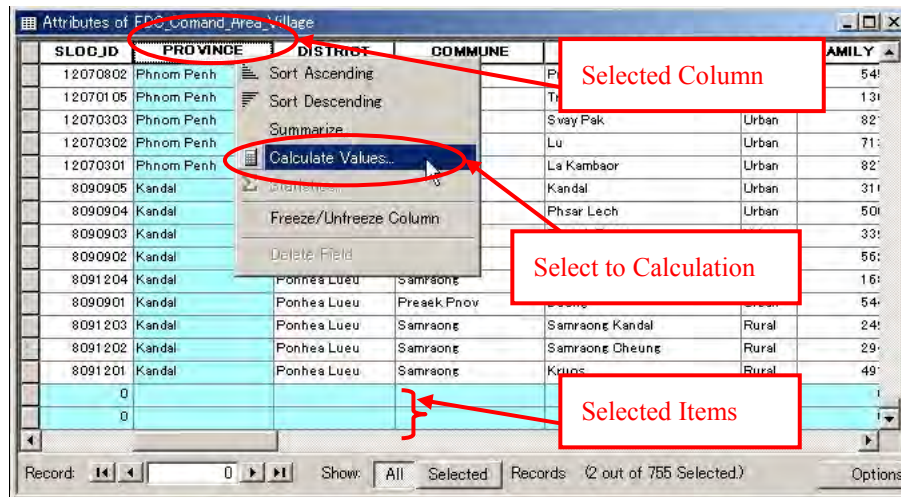 Attributes of EDC_Comand_Area_Village
SLOC_ID PROVINCE DISTRICT COMMUNE AMILY
Selected Column
12070802 Phnom Penh
12070105 Phnom Penh
12070303 Phnom Penh Svay Pak Urban
12070302 Phnom Penh Lu Urban
12070301 Phnom Penh La Kambaor Urban
8090905 Kandal Kandal Urban
8090904 Kandal Phsar Lech Urban
8090903 Kandal
8090902 Kandal
8091204 Kandal Ponhea Lueu Samraong
8090901 Kandal Ponhea Lueu Preaek Pnov
8091203 Kandal Ponhea Lueu Samraong Samraong Kandal Rural
8091202 Kandal Ponhea Lueu Samraong Samraong Cheung Rural
8091201 Kandal Ponhea Lueu Samraong Kruos Rural
0
0
Sort Ascending
Sort Descending
Summarize...
Calculate Values...
Statistics...
Freeze/Unfreeze Column
Delete Field
Select to Calculation
Selected Items
Record: 0 Show: All Selected Records (2 out of 755 Selected.) Options